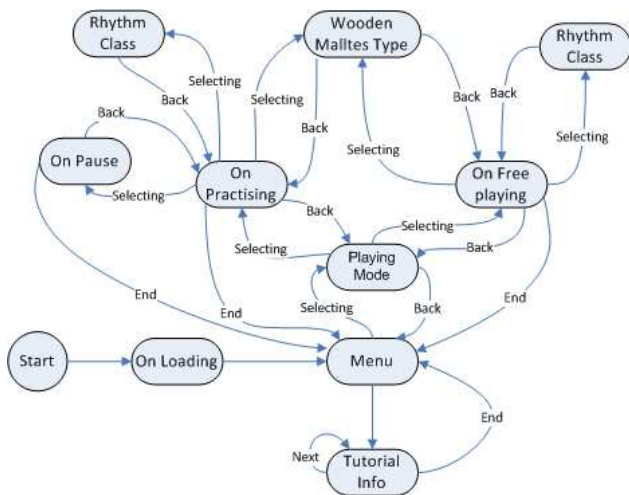 Rhythm
Class
Wooden
Malltes Type
Rhythm
Class
Selecting
Selecting
Back
Back
Back
Back
Back
Selecting
Selecting
On Pause
Selecting
On
Practising
On Free
playing
Back
Selecting
Selecting
Back
Playing
Mode
End
End
Selecting
Back
End
Start
On Loading
Menu
End
Next
Tutorial
Info